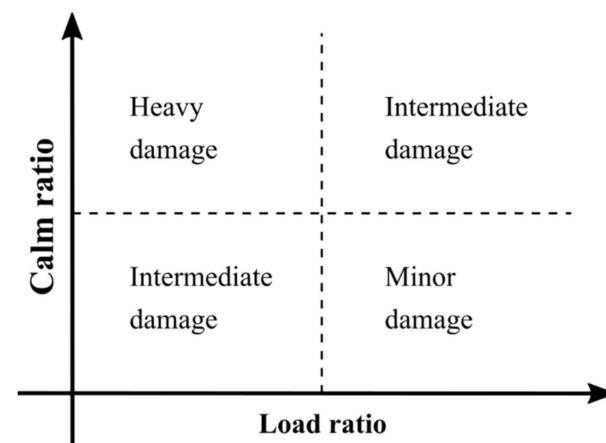 Calm ratio
Heavy
damage
Intermediate
damage
Intermediate
damage
Minor
damage
Load ratio